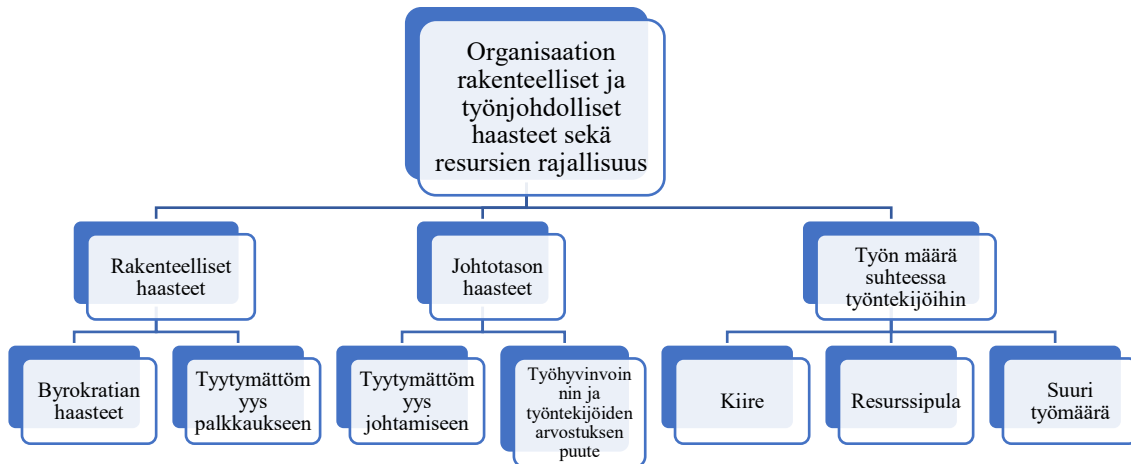 Organisaation
rakenteelliset ja
työnjohdolliset
haasteet sekä
resursien rajallisuus
Rakenteelliset
haasteet
Johtotason
haasteet
Työn määrä
suhteessa
työntekijöihin
Byrokratian
haasteet
Tyytymättöm
yys
palkkaukseen
Tyytymättöm
yys
johtamiseen
Työhyvinvoin
nin ja
työntekijöiden
arvostuksen
puute
Kiire
Resurssipula
Suuri
työmäärä